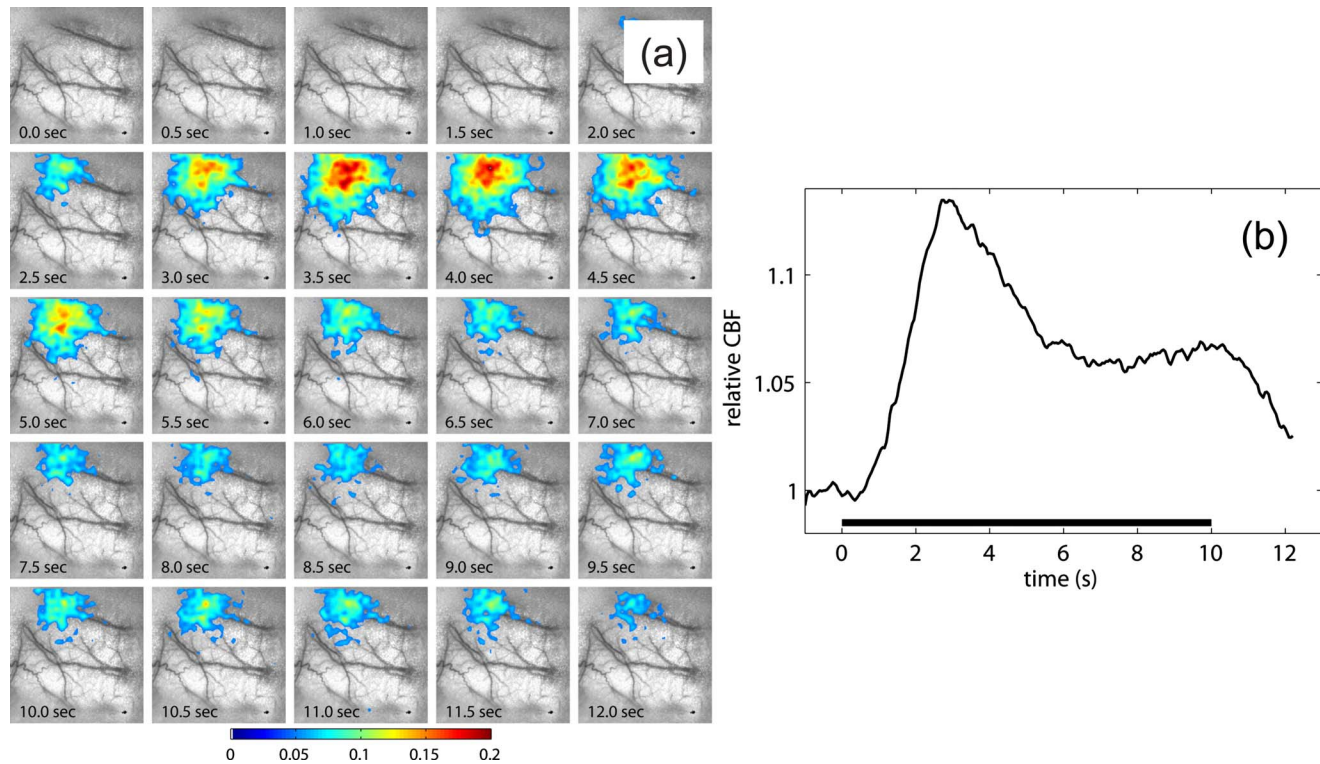 (a)
0.0 sec 0.5 sec 1.0 sec 1.5 sec 2.0 sec
2.5 sec 3.0 sec 3.5 sec 4.0 sec 4.5 sec
5.0 sec 5.5 sec 6.0 sec 6.5 sec 7.0 sec
7.5 sec 8.0 sec 8.5 sec 9.0 sec 9.5 sec
10.0 sec 10.5 sec 11.0 sec 11.5 sec 12.0 sec
0 0.05 0.1 0.15 0.2
(b)
relative CBF
1.1
1.05
1
0 2 4 6 8 10 12
time (s)